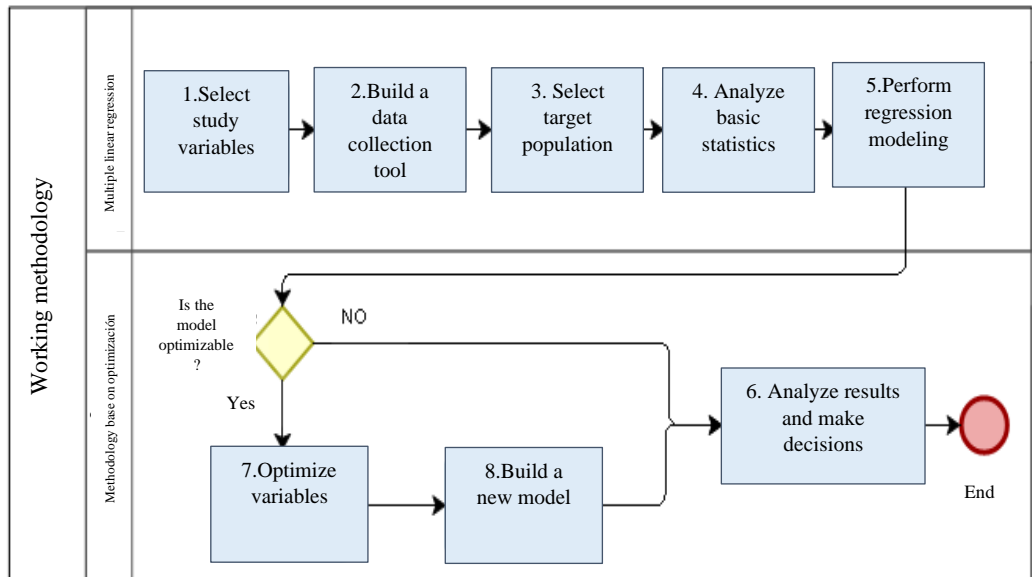 Working methodology
Multiple linear regression
1.Select
study
variables
2.Build a
data
collection
tool
3. Select
target
population
4. Analyze
basic
statistics
5.Perform
regression
modeling
Methodology base on optimización
Is the
model
optimizable
?
NO
Yes
7.Optimize
variables
8.Build a
new model
6. Analyze results
and make
decisions
End